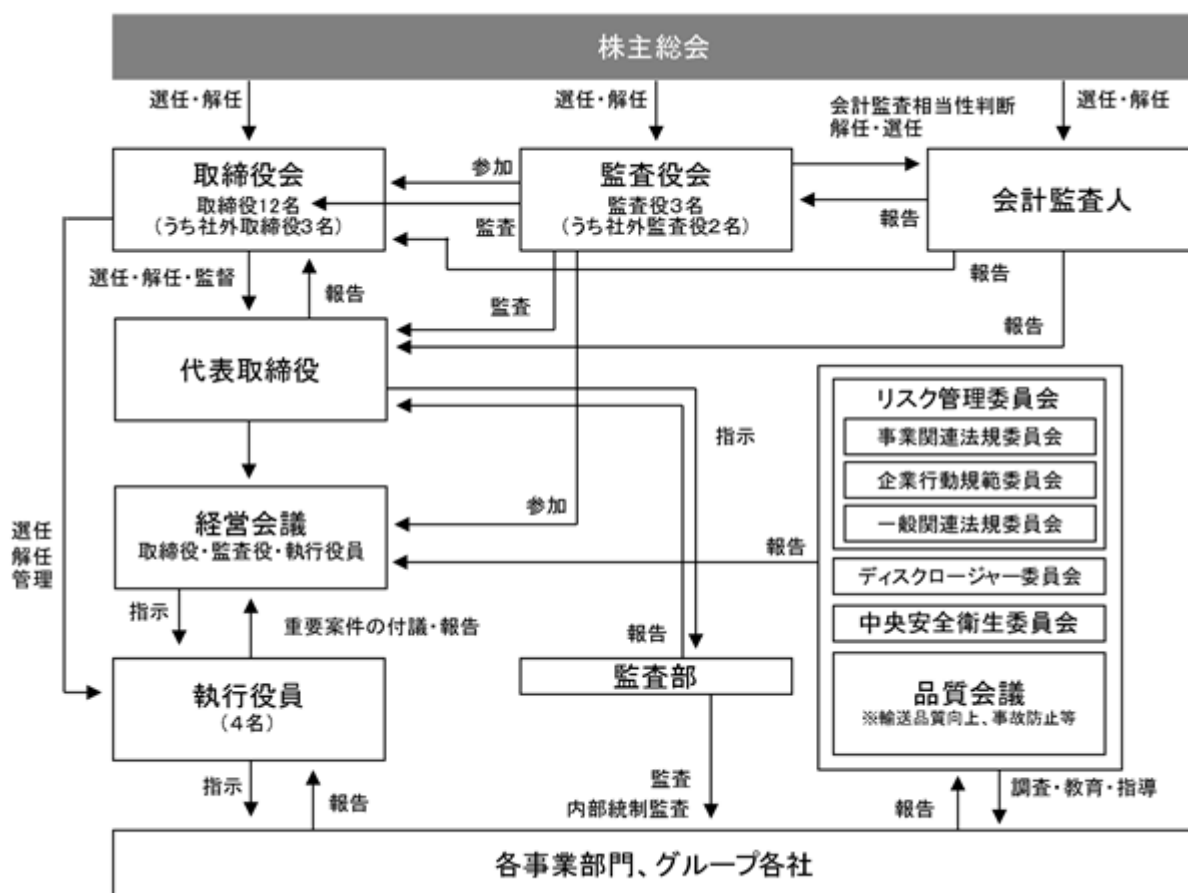 株主総会
選任・解任
選任・解任
会計監査相当性判断
解任・選任
選任・解任
取締役会
取締役12名
(うち社外取締役3名)
参加
監査
監査役会
監査役3名
(うち社外監査役2名)
報告
会計監査人
選任・解任・監督
報告
監査
報告
報告
代表取締役
指示
リスク管理委員会
事業関連法規委員会
企業行動規範委員会
一般関連法規委員会
ディスクロージャー委員会
中央安全衛生委員会
品質会議
※輸送品質向上、事故防止等
選任
解任
管理
経営会議
取締役・監査役・執行役員
参加
報告
指示
重要案件の付議・報告
報告
執行役員
(4名)
監査部
指示
報告
監査
内部統制監査
報告
調査・教育・指導
各事業部門、グループ各社